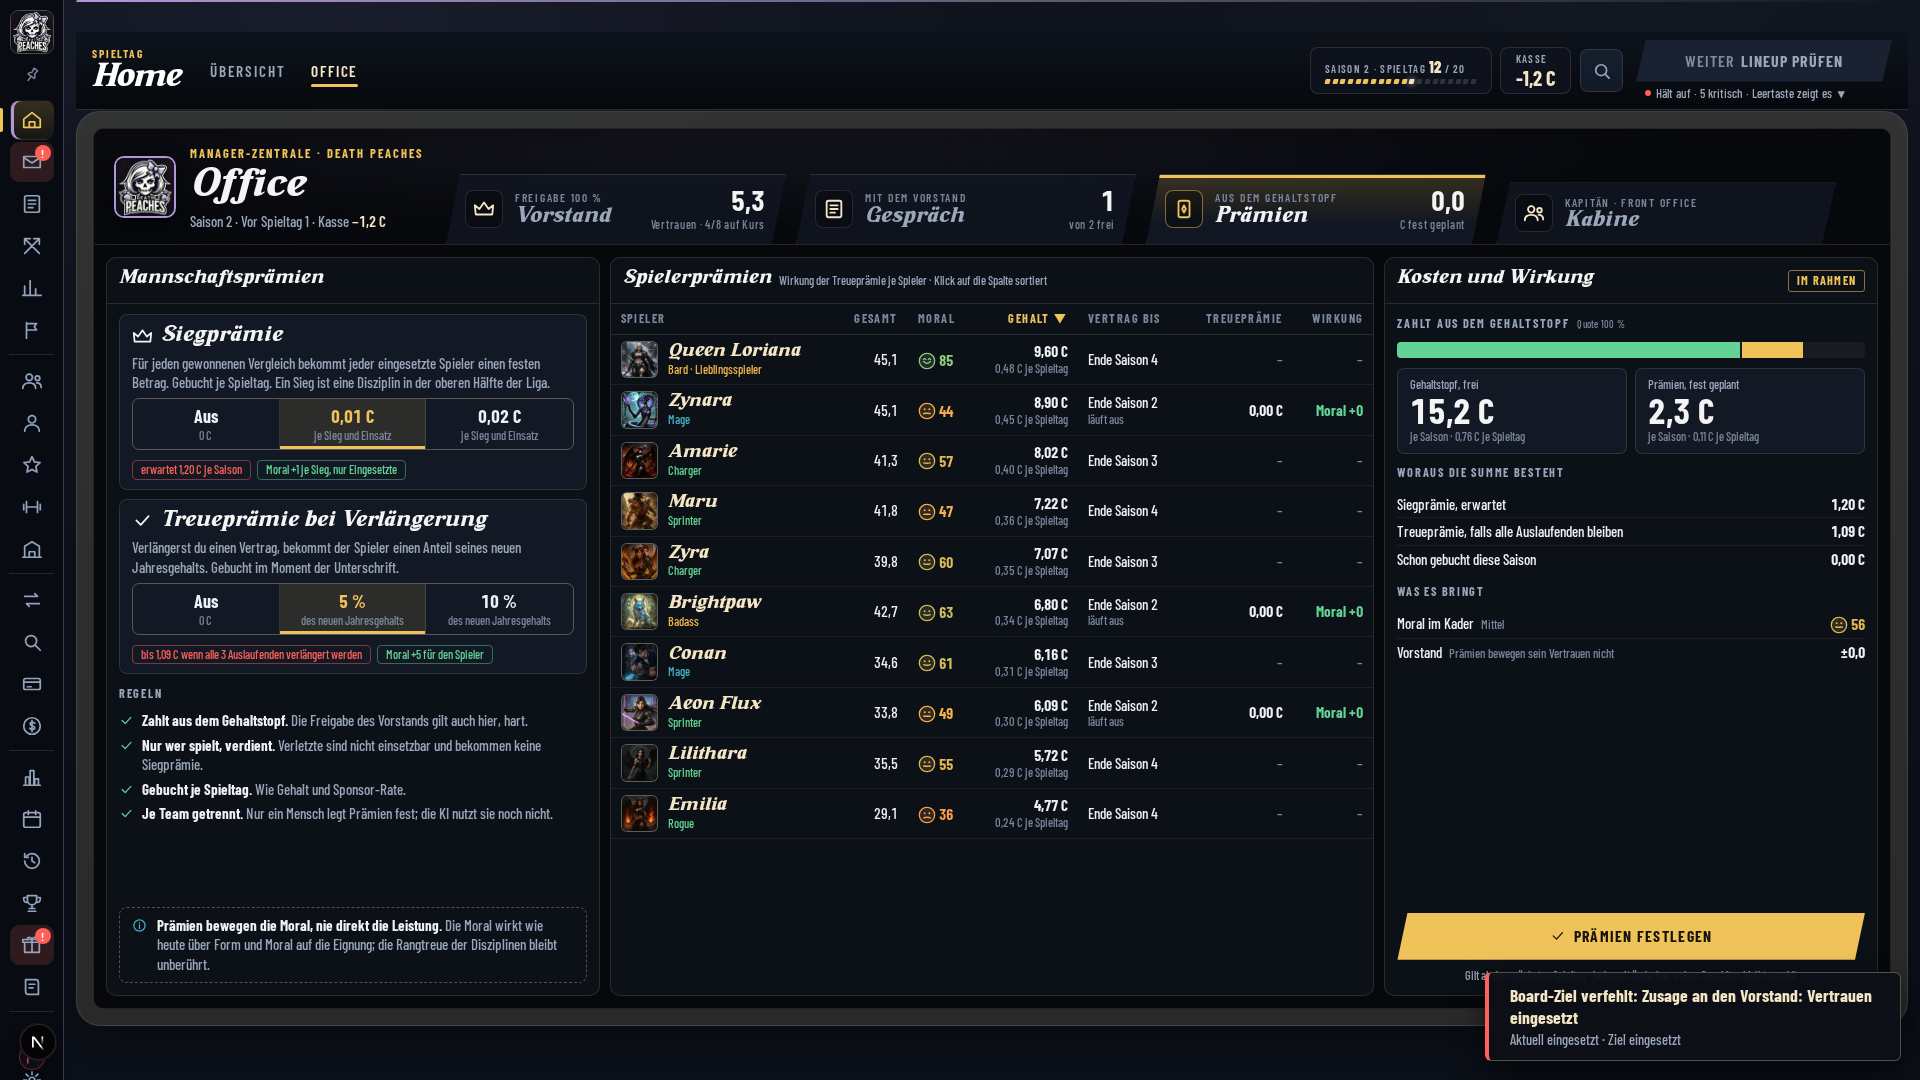 SPIELTAG
Home
ÜBERSICHT
OFFICE
SAISON 2 · SPIELTAG 12 / 20
KASSE
-1,2 C
WEITER LINEUP PRÜFEN
Hält auf · 5 kritisch · Leertaste zeigt es ▼
MANAGER-ZENTRALE · DEATH PEACHES
Office
Saison 2 · Vor Spieltag 1 · Kasse −1,2 C
FREIGABE 100 %
Vorstand
5,3
Vertrauen · 4/8 auf Kurs
MIT DEM VORSTAND
Gespräch
1
von 2 frei
AUS DEM GEHALTSTOPF
Prämien
0,0
C fest geplant
KAPITÄN · FRONT OFFICE
Kabine
Mannschaftsprämien
Siegprämie
Für jeden gewonnenen Vergleich bekommt jeder eingesetzte Spieler einen festen
Betrag. Gebucht je Spieltag. Ein Sieg ist eine Disziplin in der oberen Hälfte der Liga.
Aus
0 C
0,01 C
je Sieg und Einsatz
0,02 C
je Sieg und Einsatz
erwartet 1,20 C je Saison
Moral +1 je Sieg, nur Eingesetzte
Treueprämie bei Verlängerung
Verlängerst du einen Vertrag, bekommt der Spieler einen Anteil seines neuen
Jahresgehalts. Gebucht im Moment der Unterschrift.
Aus
0 C
5 %
des neuen Jahresgehalts
10 %
des neuen Jahresgehalts
bis 1,09 C wenn alle 3 Auslaufenden verlängert werden
Moral +5 für den Spieler
REGELN
Zahlt aus dem Gehaltstopf. Die Freigabe des Vorstands gilt auch hier, hart.
Nur wer spielt, verdient. Verletzte sind nicht einsetzbar und bekommen keine
Siegprämie.
Gebucht je Spieltag. Wie Gehalt und Sponsor-Rate.
Je Team getrennt. Nur ein Mensch legt Prämien fest; die KI nutzt sie noch nicht.
Prämien bewegen die Moral, nie direkt die Leistung. Die Moral wirkt wie
heute über Form und Moral auf die Eignung; die Rangtreue der Disziplinen bleibt
unberührt.
Spielerprämien
Wirkung der Treueprämie je Spieler · Klick auf die Spalte sortiert
SPIELER GESAMT MORAL GEHALT ▼ VERTRAG BIS TREUEPRÄMIE WIRKUNG
Queen Loriana 45,1 85 9,60 C Ende Saison 4 – –
Bard · Lieblingsspieler 0,48 C je Spieltag
Zynara 45,1 44 8,90 C Ende Saison 2 0,00 C Moral +0
Mage 0,45 C je Spieltag läuft aus
Amarie 41,3 57 8,02 C Ende Saison 3 – –
Charger 0,40 C je Spieltag
Maru 41,8 47 7,22 C Ende Saison 4 – –
Sprinter 0,36 C je Spieltag
Zyra 39,8 60 7,07 C Ende Saison 3 – –
Charger 0,35 C je Spieltag
Brightpaw 42,7 63 6,80 C Ende Saison 2 0,00 C Moral +0
Badass 0,34 C je Spieltag läuft aus
Conan 34,6 61 6,16 C Ende Saison 3 – –
Mage 0,31 C je Spieltag
Aeon Flux 33,8 49 6,09 C Ende Saison 2 0,00 C Moral +0
Sprinter 0,30 C je Spieltag läuft aus
Lilithara 35,5 55 5,72 C Ende Saison 4 – –
Sprinter 0,29 C je Spieltag
Emilia 29,1 36 4,77 C Ende Saison 4 – –
Rogue 0,24 C je Spieltag
Kosten und Wirkung
IM RAHMEN
ZAHLT AUS DEM GEHALTSTOPF Quote 100 %
Gehaltstopf, frei
15,2 C
je Saison · 0,76 C je Spieltag
Prämien, fest geplant
2,3 C
je Saison · 0,11 C je Spieltag
WORAUS DIE SUMME BESTEHT
Siegprämie, erwartet 1,20 C
Treueprämie, falls alle Auslaufenden bleiben 1,09 C
Schon gebucht diese Saison 0,00 C
WAS ES BRINGT
Moral im Kader Mittel 56
Vorstand Prämien bewegen sein Vertrauen nicht ±0,0
PRÄMIEN FESTLEGEN
Gilt
Board-Ziel verfehlt: Zusage an den Vorstand: Vertrauen
eingesetzt
Aktuell eingesetzt · Ziel eingesetzt
PEACHES
PEACHES
N